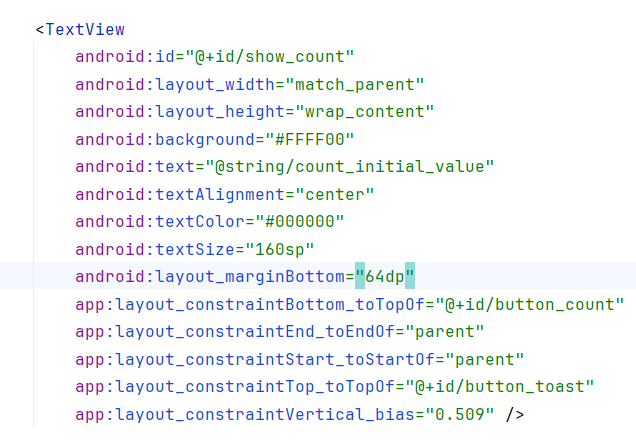 <TextView
android:id="@+id/show_count"
android:layout_width="match_parent"
android:layout_height="wrap_content"
android:background="#FFFF00"
android:text="@string/count_initial_value"
android:textAlignment="center"
android:textColor="#000000"
android:textSize="160sp"
android:layout_marginBottom="64dp"
app:layout_constraintBottom_toTopOf="@+id/button_count"
app:layout_constraintEnd_toEndOf="parent"
app:layout_constraintStart_toStartOf="parent"
app:layout_constraintTop_toTopOf="@+id/button_toast"
app:layout_constraintVertical_bias="0.509" />